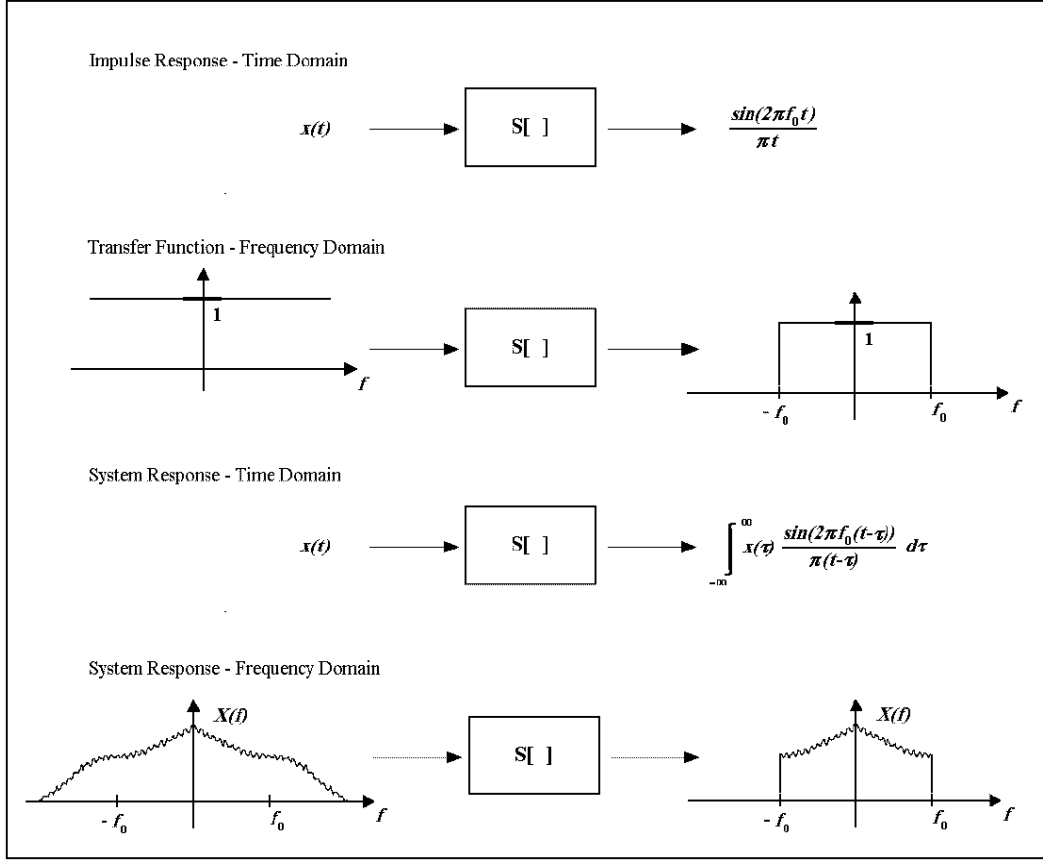 Impulse Response - Time Domain
x(t) S[ ] sin(2πf₀t)
πt
Transfer Function - Frequency Domain
1 f S[ ] 1 - f₀ f₀ f
System Response - Time Domain
x(t) S[ ] ∫ ∞ -∞ x(τ) sin(2πf₀(t-τ)) dτ
π(t-τ)
System Response - Frequency Domain
X(f) S[ ] X(f)
- f₀ f₀ f - f₀ f₀ f